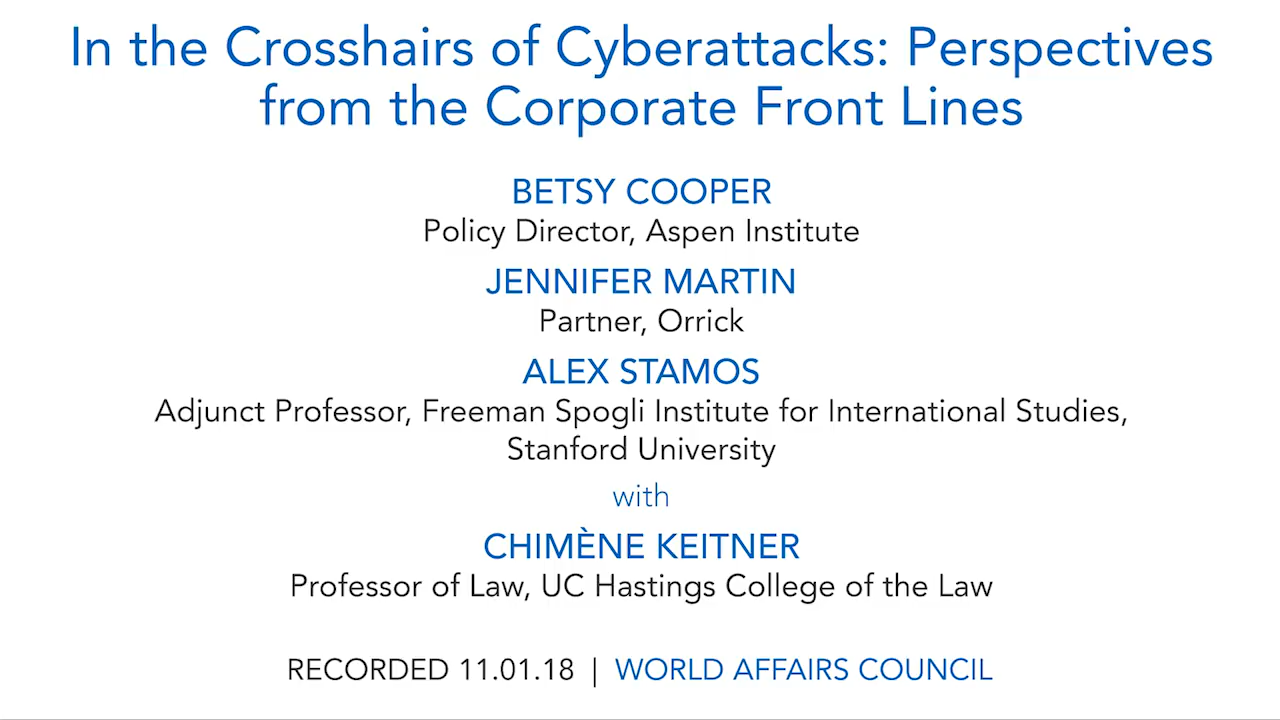 In the Crosshairs of Cyberattacks: Perspectives
from the Corporate Front Lines
BETSY COOPER
Policy Director, Aspen Institute
JENNIFER MARTIN
Partner, Orrick
ALEX STAMOS
Adjunct Professor, Freeman Spogli Institute for International Studies,
Stanford University
with
CHIMÈNE KEITNER
Professor of Law, UC Hastings College of the Law
RECORDED 11.01.18 | WORLD AFFAIRS COUNCIL